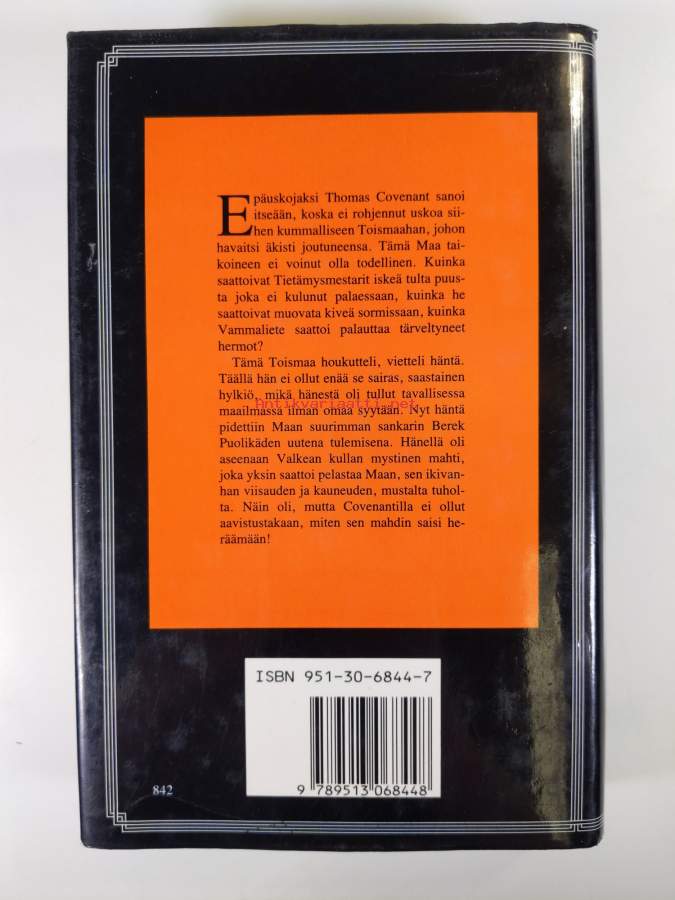 Epäuskojaksi Thomas Covenant sanoi
itseään, koska ei rohjennut uskoa sii-
hen kummalliseen Toismaahan, johon
havaitsi äkisti joutuneensa. Tämä Maa tai-
koineen ei voinut olla todellinen. Kuinka
saattoivat Tietämysmestarit iskeä tulta puus-
ta joka ei kulunut palaessaan, kuinka he
saattoivat muovata kiveä sormissaan, kuinka
Vammaliete saattoi palauttaa tärveltyneet
hermot?
Tämä Toismaa houkutteli, vietteli häntä.
Täällä hän ei ollut enää se sairas, saastainen
hylkiö, mikä hänestä oli tullut tavallisessa
Antikvariaatti.net
maailmassa ilman omaa syytään. Nyt häntä
pidettiin Maan suurimman sankarin Berek
Puolikäden uutena tulemisena. Hänellä oli
aseenaan Valkean kullan mystinen mahti,
joka yksin saattoi pelastaa Maan, sen ikivan-
han viisauden ja kauneuden, mustalta tuhol-
ta. Näin oli, mutta Covenantilla ei ollut
aavistustakaan, miten sen mahdin saisi he-
räämään!
ISBN 951-30-6844-7
9 789513 068448
842